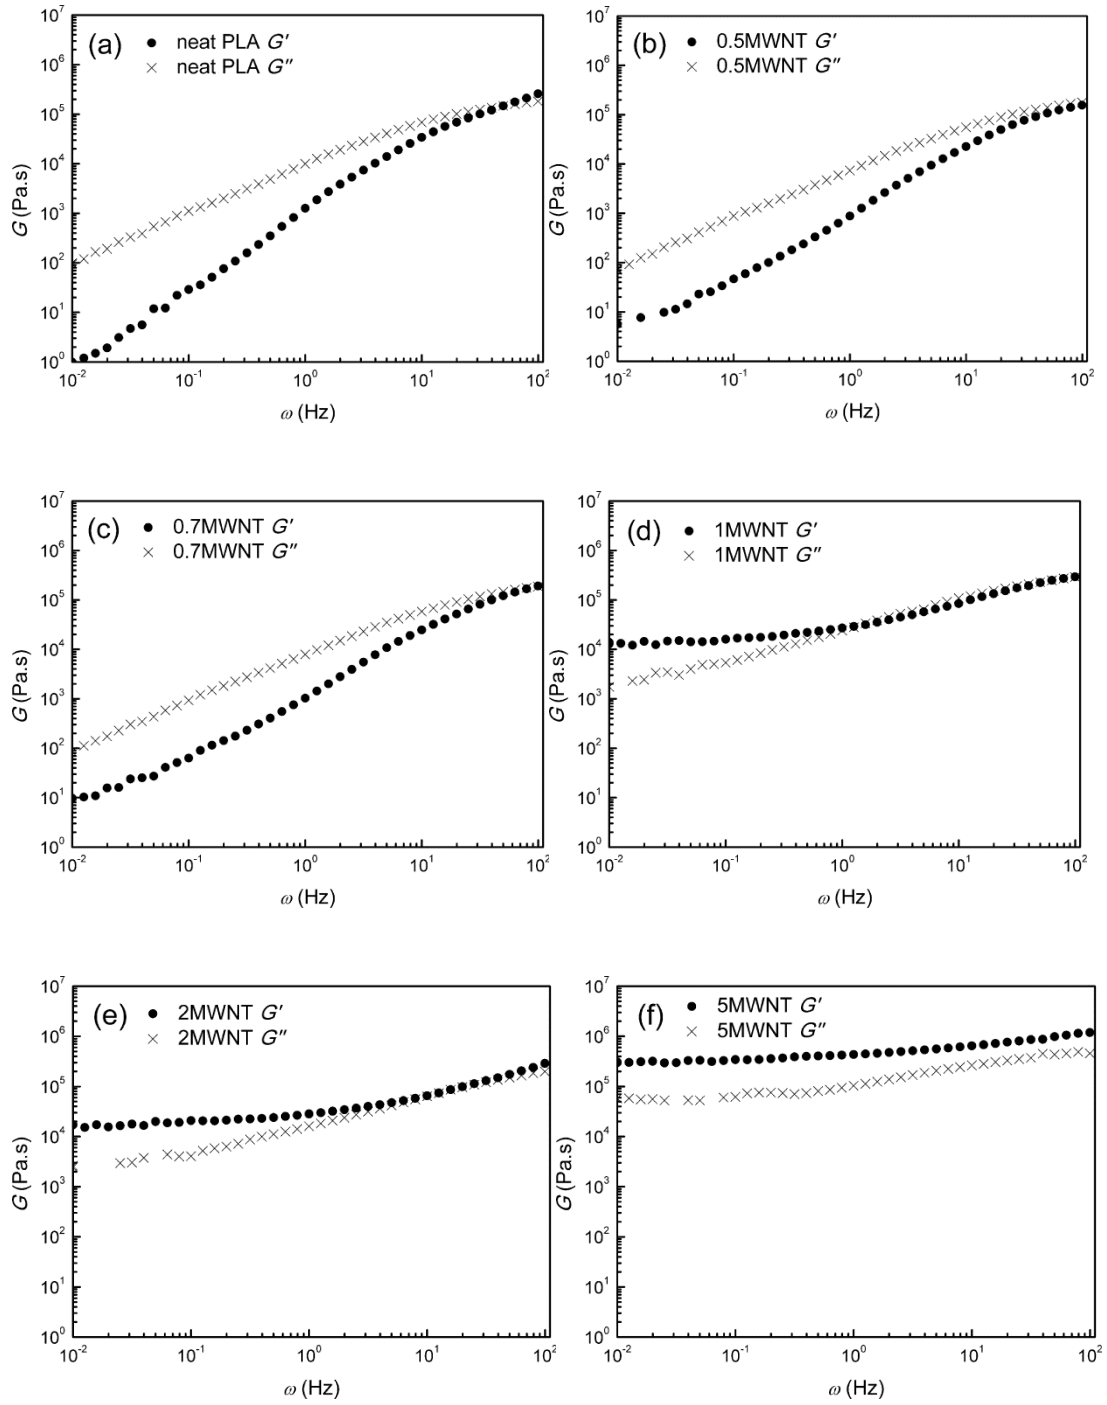 (a)
neat PLA G′
neat PLA G″
10⁷
10⁶
10⁵
10⁴
10³
10²
10¹
10⁰
G (Pa.s)
10⁻² 10⁻¹ 10⁰ 10¹ 10²
ω (Hz)
(b)
0.5MWNT G′
0.5MWNT G″
10⁷
10⁶
10⁵
10⁴
10³
10²
10¹
10⁰
G (Pa.s)
10⁻² 10⁻¹ 10⁰ 10¹ 10²
ω (Hz)
(c)
0.7MWNT G′
0.7MWNT G″
10⁷
10⁶
10⁵
10⁴
10³
10²
10¹
10⁰
G (Pa.s)
10⁻² 10⁻¹ 10⁰ 10¹ 10²
ω (Hz)
(d)
1MWNT G′
1MWNT G″
10⁷
10⁶
10⁵
10⁴
10³
10²
10¹
10⁰
G (Pa.s)
10⁻² 10⁻¹ 10⁰ 10¹ 10²
ω (Hz)
(e)
2MWNT G′
2MWNT G″
10⁷
10⁶
10⁵
10⁴
10³
10²
10¹
10⁰
G (Pa.s)
10⁻² 10⁻¹ 10⁰ 10¹ 10²
ω (Hz)
(f)
5MWNT G′
5MWNT G″
10⁷
10⁶
10⁵
10⁴
10³
10²
10¹
10⁰
G (Pa.s)
10⁻² 10⁻¹ 10⁰ 10¹ 10²
ω (Hz)